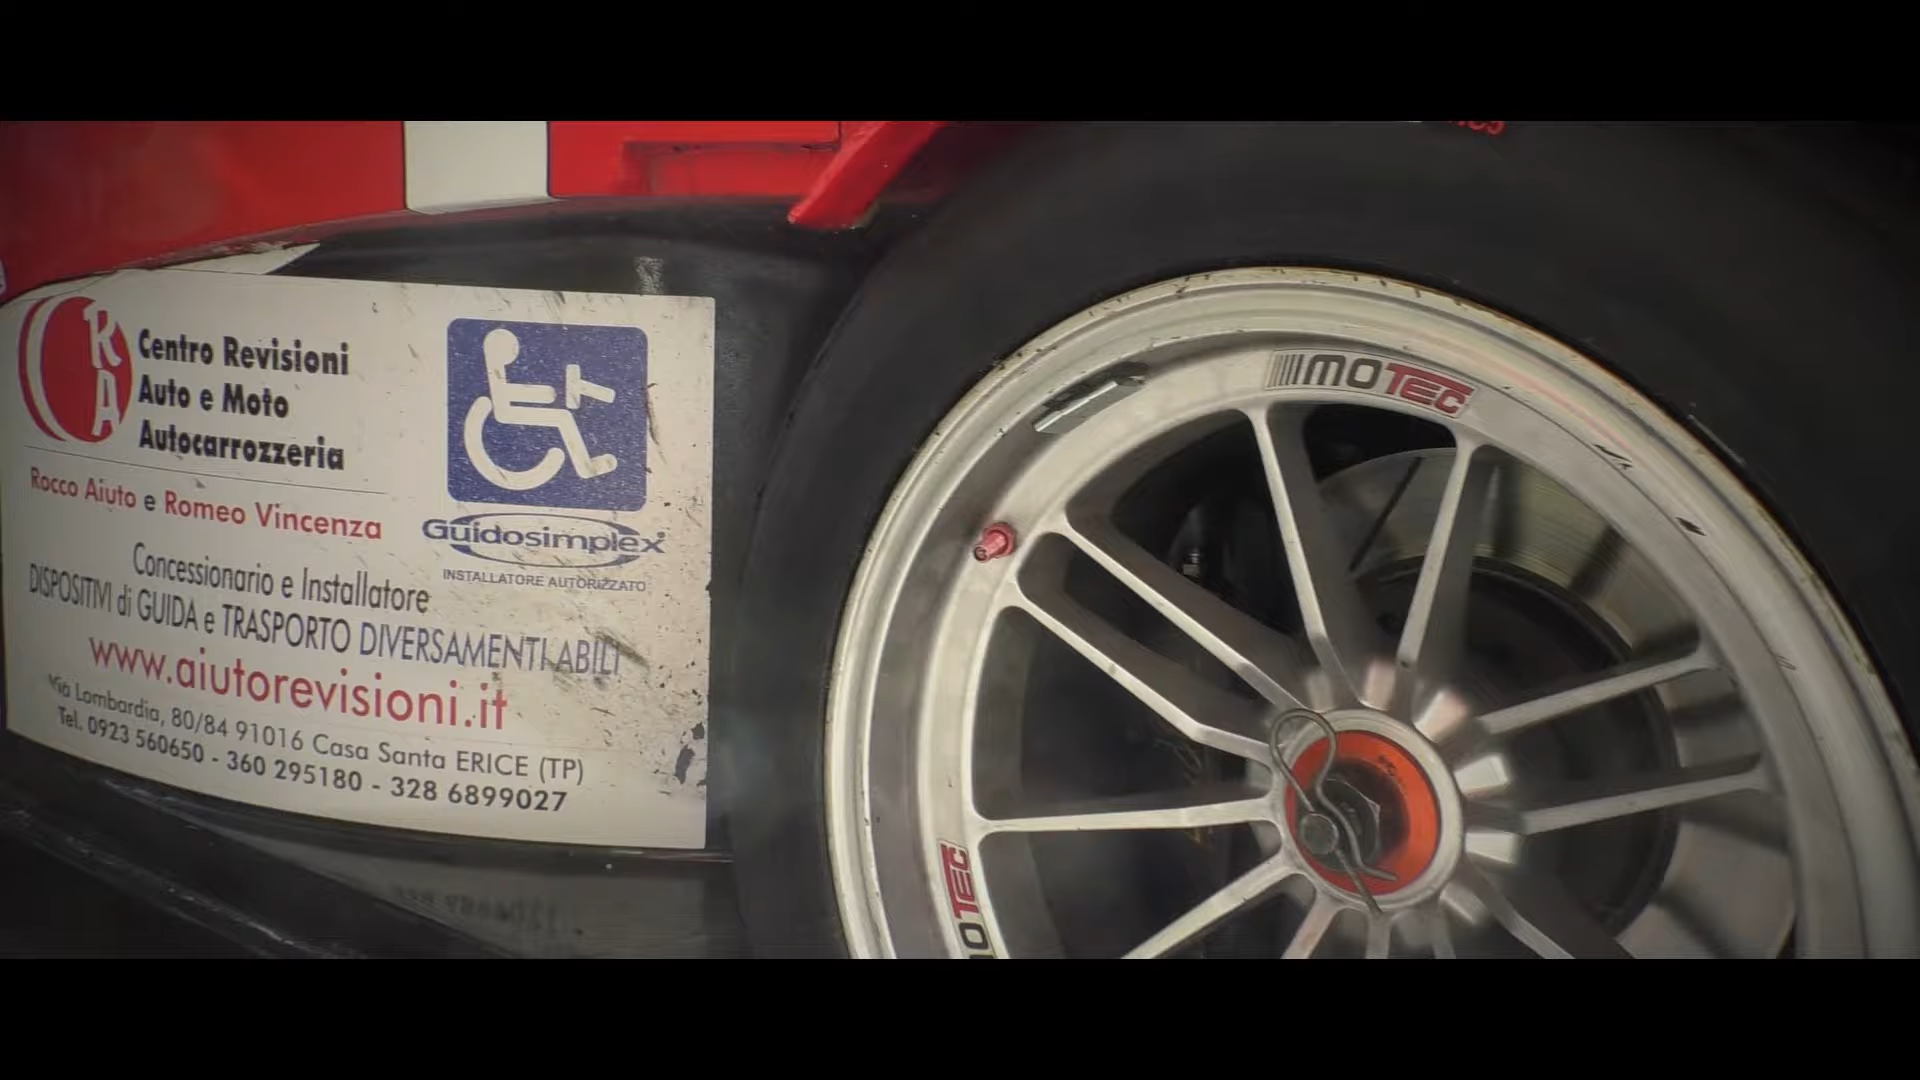 RA
Centro Revisioni
Auto e Moto
Autocarrozzeria
Rocco Aiuto e Romeo Vincenza
Guidosimplex
INSTALLATORE AUTORIZZATO
Concessionario e Installatore
DISPOSITIVI di GUIDA e TRASPORTO DIVERSAMENTI ABILI
www.aiutorevisioni.it
Via Lombardia, 80/84 91016 Casa Santa ERICE (TP)
Tel. 0923 560650 - 360 295180 - 328 6899027
MOTEC
MOTEC